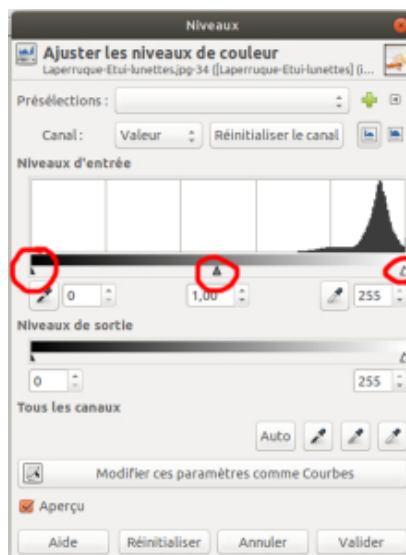 Niveaux
Ajuster les niveaux de couleur
Laperruque-Etui-lunettes.jpg-34 ([Laperruque-Etui-lunettes] (i...
Présélections :
Canal : Valeur Réinitialiser le canal
Niveaux d'entrée
0 1,00 255
Niveaux de sortie
0 255
Tous les canaux
Auto
Modifier ces paramètres comme Courbes
Aperçu
Aide Réinitialiser Annuler Valider